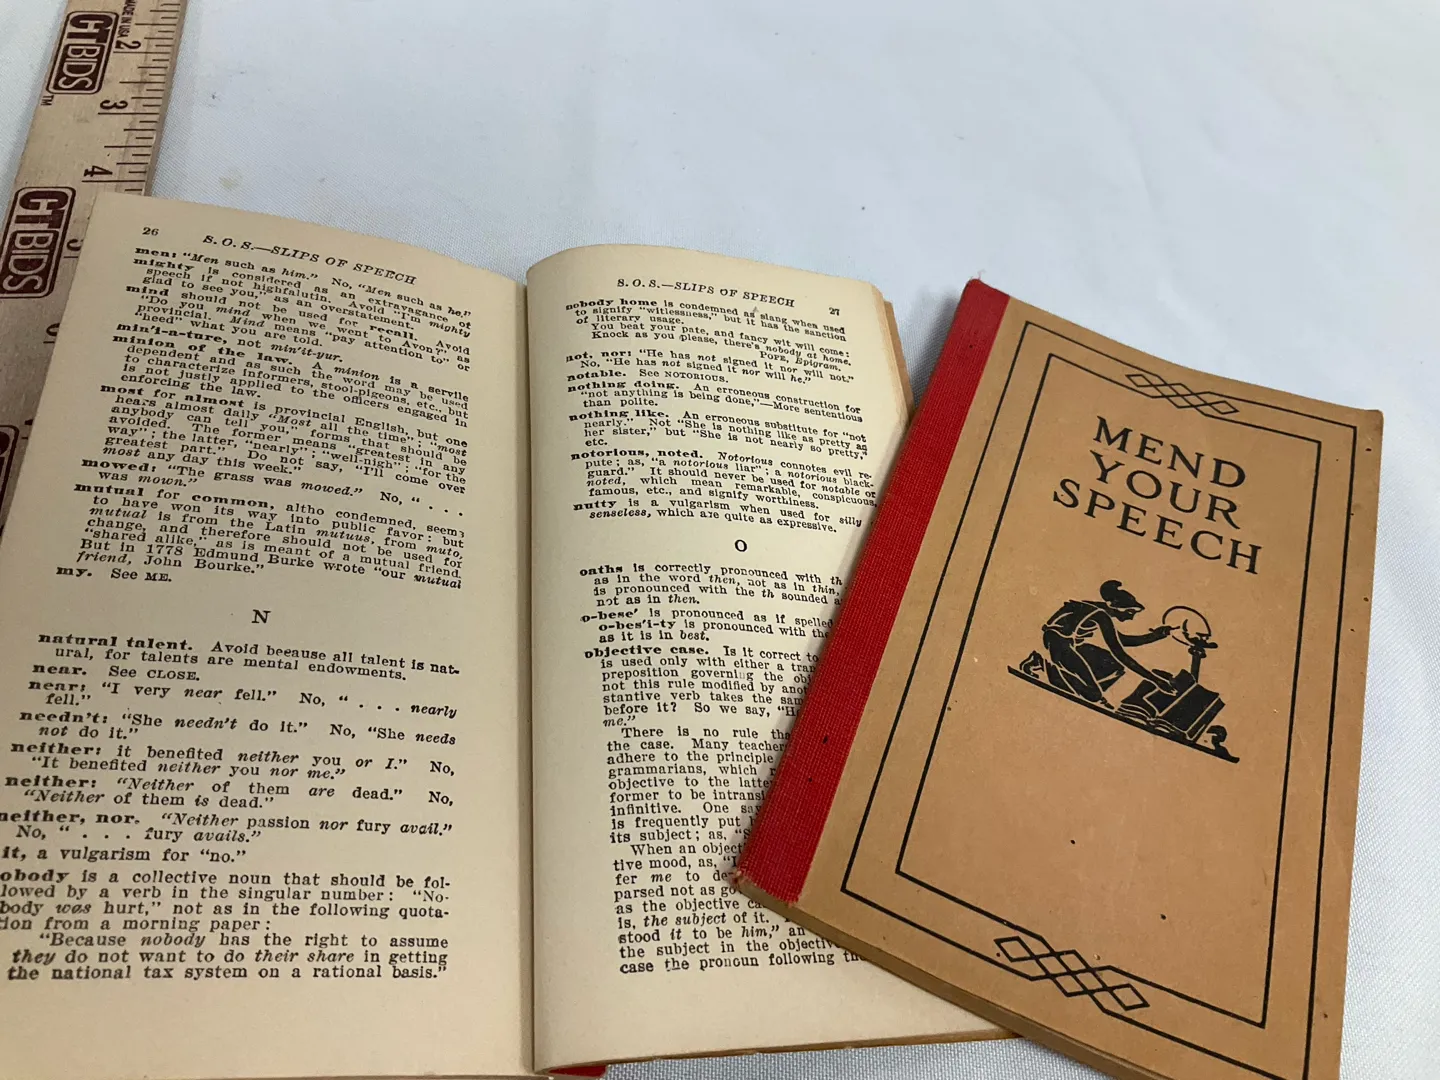 MADE IN USA
CTBIDS
TM
2
3
4
CTBIDS
5
6
26
S. O. S.—SLIPS OF SPEECH
men: "Men such as him." No, "Men such as he."
mighty is considered as an extravagance of
speech if not highfalutin. Avoid "I'm mighty
glad to see you," as an overstatement.
mind should not be used for recall. Avoid
"Do you mind when we went to Avon?" as
provincial. Mind means "pay attention to" or
"heed" what you are told.
min'i-a-ture, not min'it-yur.
minion of the law. A minion is a servile
dependent and as such the word may be used
to characterize informers, stool-pigeons, etc., but
is not justly applied to the officers engaged in
enforcing the law.
most for almost is provincial English, but one
hears almost daily "Most all the time"; "most
anybody can tell you," forms that should be
avoided. The former means "greatest in any
way"; the latter, "nearly"; "well-nigh"; "for the
greatest part." Do not say, "I'll come over
most any day this week."
mowed: "The grass was mowed." No, " . . .
was mown."
mutual for common, altho condemned, seems
to have won its way into public favor: but
mutual is from the Latin mutuus, from muto,
change, and therefore should not be used for
"shared alike," as is meant of a mutual friend.
But in 1778 Edmund Burke wrote "our mutual
friend, John Bourke."
my. See ME.
N
natural talent. Avoid because all talent is nat-
ural, for talents are mental endowments.
near. See CLOSE.
near: "I very near fell." No, " . . . nearly
fell."
needn't: "She needn't do it." No, "She needs
not do it."
neither: it benefited neither you or I." No,
"It benefited neither you nor me."
neither: "Neither of them are dead." No,
"Neither of them is dead."
neither, nor. "Neither passion nor fury avail."
No, " . . . fury avails."
it, a vulgarism for "no."
obody is a collective noun that should be fol-
lowed by a verb in the singular number: "No-
body was hurt," not as in the following quota-
tion from a morning paper:
"Because nobody has the right to assume
they do not want to do their share in getting
the national tax system on a rational basis."
S. O. S.—SLIPS OF SPEECH
27
nobody home is condemned as slang when used
to signify "witlessness," but it has the sanction
of literary usage.
You beat your pate, and fancy wit will come:
Knock as you please, there's nobody at home.
POPE, Epigram.
not, nor: "He has not signed it nor will not."
No, "He has not signed it nor will he."
notable. See NOTORIOUS.
nothing doing. An erroneous construction for
"not anything is being done,"—More sententious
than polite.
nothing like. An erroneous substitute for "not
nearly." Not "She is nothing like as pretty as
her sister," but "She is not nearly so pretty,"
etc.
notorious, noted. Notorious connotes evil re-
pute; as, "a notorious liar"; a notorious black-
guard." It should never be used for notable or
noted, which mean remarkable, conspicuous,
famous, etc., and signify worthiness.
nutty is a vulgarism when used for silly
senseless, which are quite as expressive.
O
oaths is correctly pronounced with th
as in the word then, not as in thin,
is pronounced with the th sounded a
not as in then.
o-bese' is pronounced as if spelled
o-bes'i-ty is pronounced with the
as it is in best.
objective case. Is it correct to
is used only with either a tran
preposition governing the obj
not this rule modified by anot
stantive verb takes the sam
before it? So we say, "He
me."
There is no rule tha
the case. Many teacher
adhere to the principle
grammarians, which r
objective to the latte
former to be intransi
infinitive. One say
is frequently put
its subject; as, "S
When an object
tive mood, as, "I
fer me to de
parsed not as go
as the objective ca
is, the subject of it.
stood it to be him," an
the subject in the objectiv
case the pronoun following the
MEND
YOUR
SPEECH